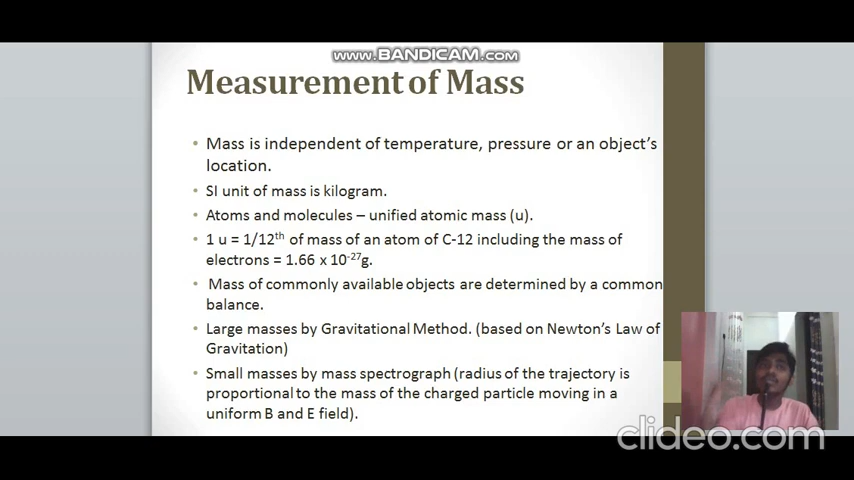 www.BANDICAM.com
Measurement of Mass
• Mass is independent of temperature, pressure or an object's
location.
• SI unit of mass is kilogram.
• Atoms and molecules – unified atomic mass (u).
• 1 u = 1/12th of mass of an atom of C-12 including the mass of
electrons = 1.66 x 10-27g.
• Mass of commonly available objects are determined by a common
balance.
• Large masses by Gravitational Method. (based on Newton's Law of
Gravitation)
• Small masses by mass spectrograph (radius of the trajectory is
proportional to the mass of the charged particle moving in a
uniform B and E field).
clideo.com